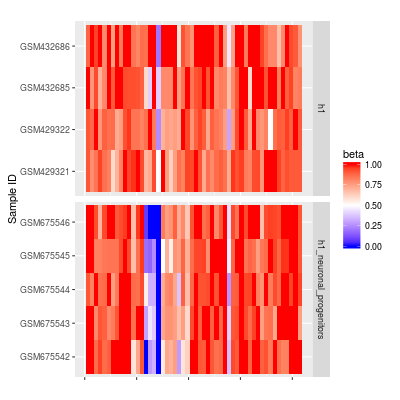 Sample ID
GSM432686
GSM432685
GSM429322
GSM429321
h1
GSM675546
GSM675545
GSM675544
GSM675543
GSM675542
h1_neuronal_progenitors
beta
1.00
0.75
0.50
0.25
0.00